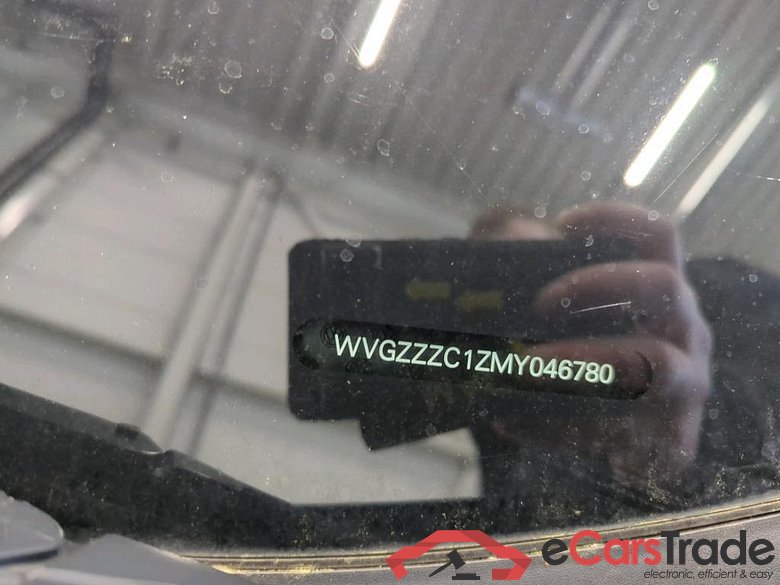 WVGZZZC1ZMY046780
eCarsTrade
electronic, efficient & easy